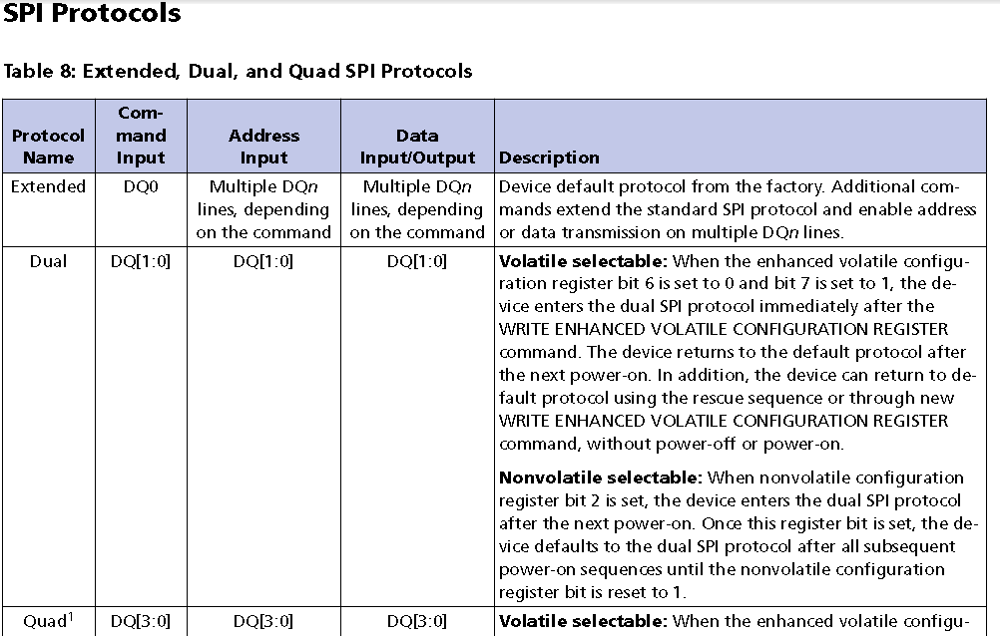 SPI Protocols
Table 8: Extended, Dual, and Quad SPI Protocols
Protocol Name
Com-
mand
Input
Address
Input
Data
Input/Output
Description
Extended
DQ0
Multiple DQn
lines, depending
on the command
Multiple DQn
lines, depending
on the command
Device default protocol from the factory. Additional com-
mands extend the standard SPI protocol and enable address
or data transmission on multiple DQn lines.
Dual
DQ[1:0]
DQ[1:0]
DQ[1:0]
Volatile selectable: When the enhanced volatile configu-
ration register bit 6 is set to 0 and bit 7 is set to 1, the de-
vice enters the dual SPI protocol immediately after the
WRITE ENHANCED VOLATILE CONFIGURATION REGISTER
command. The device returns to the default protocol after
the next power-on. In addition, the device can return to de-
fault protocol using the rescue sequence or through new
WRITE ENHANCED VOLATILE CONFIGURATION REGISTER
command, without power-off or power-on.
Nonvolatile selectable: When nonvolatile configuration
register bit 2 is set, the device enters the dual SPI protocol
after the next power-on. Once this register bit is set, the de-
vice defaults to the dual SPI protocol after all subsequent
power-on sequences until the nonvolatile configuration
register bit is reset to 1.
Quad1
DQ[3:0]
DQ[3:0]
DQ[3:0]
Volatile selectable: When the enhanced volatile configu-